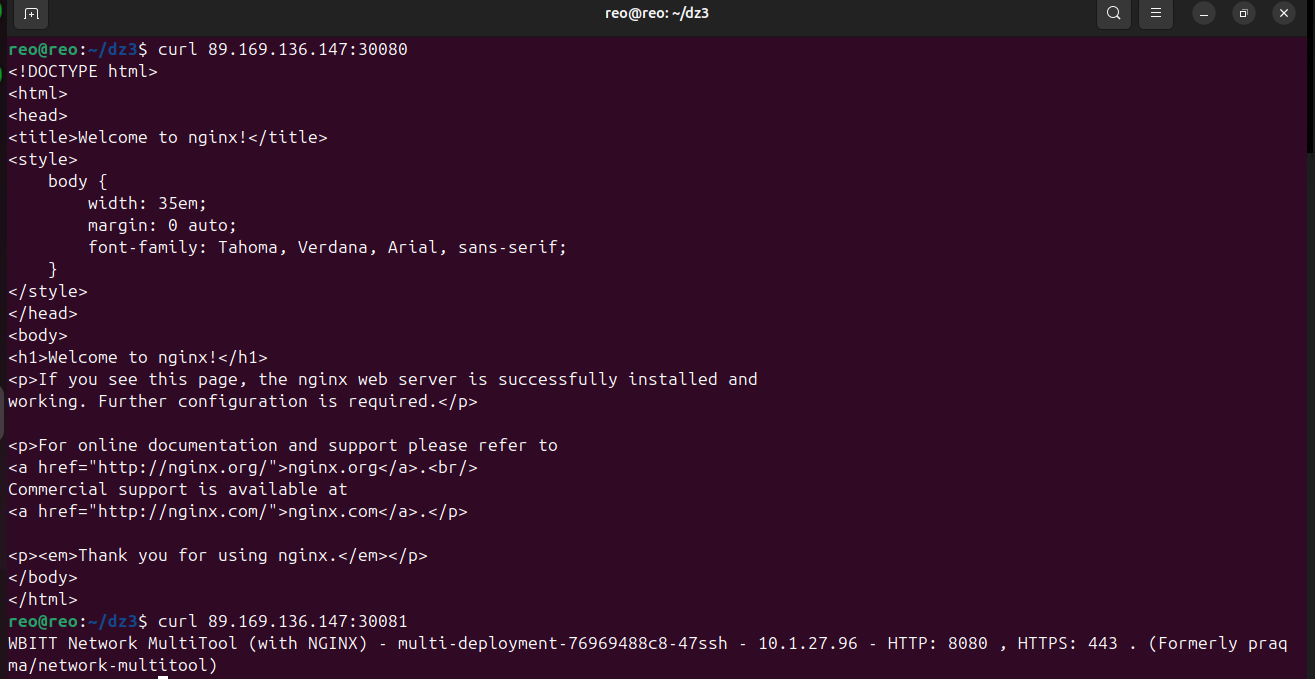 reo@reo: ~/dz3
reo@reo:~/dz3$ curl 89.169.136.147:30080
<!DOCTYPE html>
<html>
<head>
<title>Welcome to nginx!</title>
<style>
    body {
        width: 35em;
        margin: 0 auto;
        font-family: Tahoma, Verdana, Arial, sans-serif;
    }
</style>
</head>
<body>
<h1>Welcome to nginx!</h1>
<p>If you see this page, the nginx web server is successfully installed and
working. Further configuration is required.</p>

<p>For online documentation and support please refer to
<a href="http://nginx.org/">nginx.org</a>.<br/>
Commercial support is available at
<a href="http://nginx.com/">nginx.com</a>.</p>

<p><em>Thank you for using nginx.</em></p>
</body>
</html>
reo@reo:~/dz3$ curl 89.169.136.147:30081
WBITT Network MultiTool (with NGINX) - multi-deployment-76969488c8-47ssh - 10.1.27.96 - HTTP: 8080 , HTTPS: 443 . (Formerly praq
ma/network-multitool)